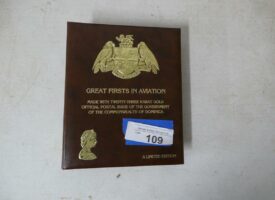 GREAT FIRSTS IN AVIATION
MADE WITH TWENTY-THREE KARAT GOLD
OFFICIAL POSTAL ISSUE OF THE GOVERNMENT
OF THE COMMONWEALTH OF DOMINICA
109
A LIMITED EDITION